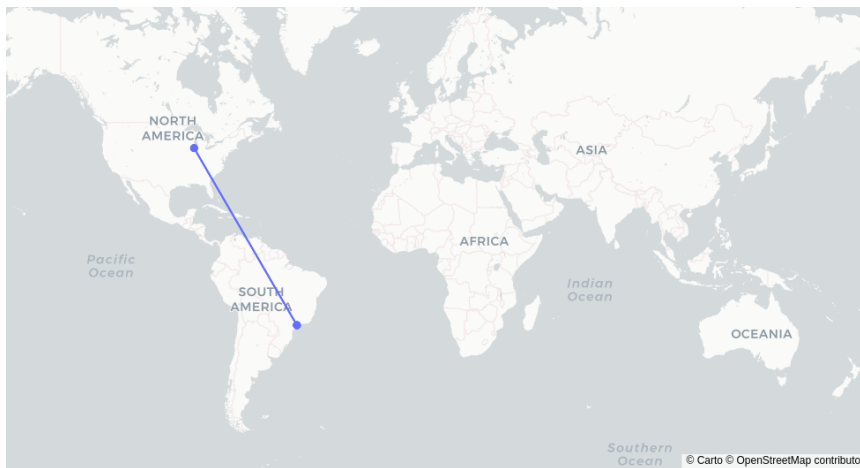 NORTH
AMERICA
ASIA
AFRICA
Pacific
Ocean
Indian
Ocean
SOUTH
AMERICA
OCEANIA
Southern
Ocean
© Carto © OpenStreetMap contributo